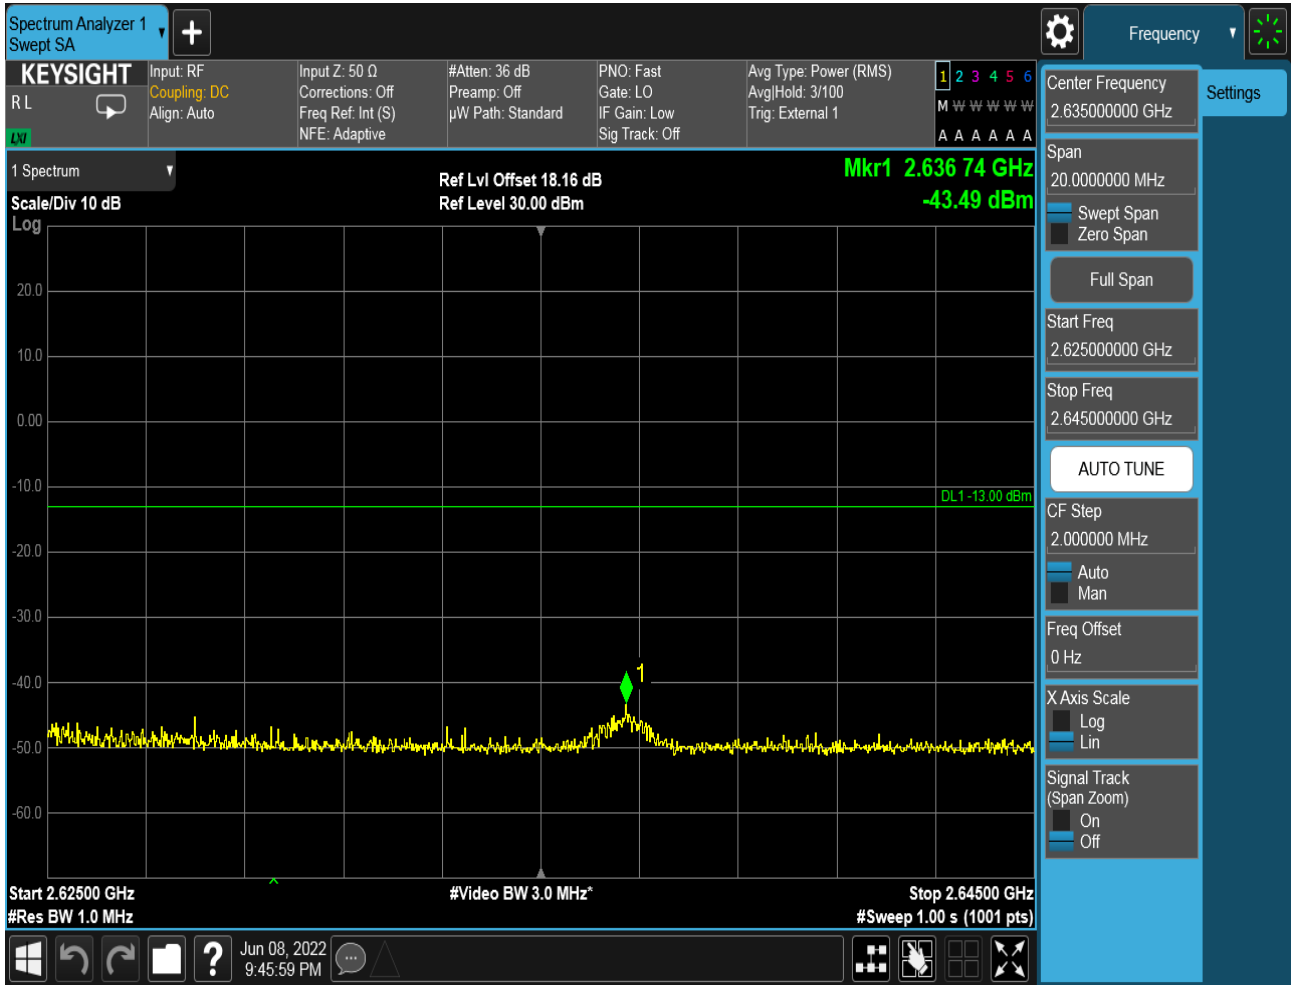 Spectrum Analyzer 1
Swept SA
Frequency
KEYSIGHT
R L
LXI
Input: RF
Coupling: DC
Align: Auto
Input Z: 50 Ω
Corrections: Off
Freq Ref: Int (S)
NFE: Adaptive
#Atten: 36 dB
Preamp: Off
µW Path: Standard
PNO: Fast
Gate: LO
IF Gain: Low
Sig Track: Off
Avg Type: Power (RMS)
Avg|Hold: 3/100
Trig: External 1
1 2 3 4 5 6
M W W W W W
A A A A A A
1 Spectrum
Scale/Div 10 dB
Log
Ref Lvl Offset 18.16 dB
Ref Level 30.00 dBm
Mkr1 2.636 74 GHz
-43.49 dBm
20.0
10.0
0.00
-10.0
DL1 -13.00 dBm
-20.0
-30.0
-40.0
1
-50.0
-60.0
Start 2.62500 GHz
#Res BW 1.0 MHz
#Video BW 3.0 MHz*
Stop 2.64500 GHz
#Sweep 1.00 s (1001 pts)
Jun 08, 2022
9:45:59 PM
Center Frequency
2.635000000 GHz
Span
20.0000000 MHz
Swept Span
Zero Span
Full Span
Start Freq
2.625000000 GHz
Stop Freq
2.645000000 GHz
AUTO TUNE
CF Step
2.000000 MHz
Auto
Man
Freq Offset
0 Hz
X Axis Scale
Log
Lin
Signal Track
(Span Zoom)
On
Off
Settings